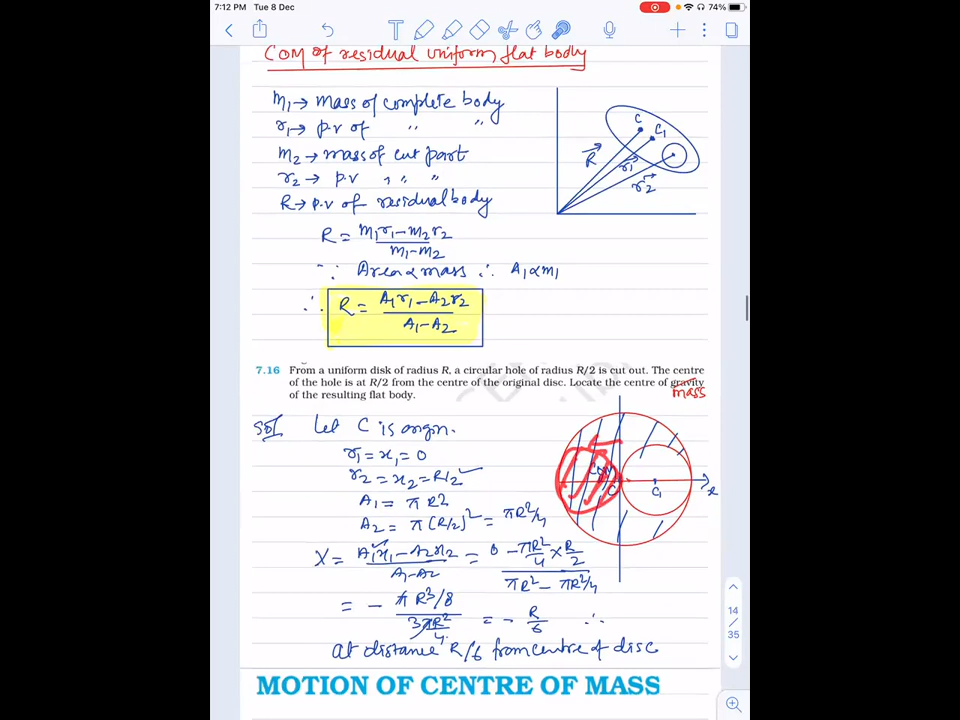 7:12 PM Tue 8 Dec
74%
COM of residual uniform flat body
m1 → mass of complete body
r1 → p.v of " "
m2 → mass of cut part
r2 → p.v " " "
R → p.v of residual body
C
C1
R
r1
r2
R = m1r1 - m2r2 / m1 - m2
∵ Area ∝ mass ∴ A1 ∝ m1
∴ R = A1r1 - A2r2 / A1 - A2
7.16 From a uniform disk of radius R, a circular hole of radius R/2 is cut out. The centre
of the hole is at R/2 from the centre of the original disc. Locate the centre of gravity
mass
of the resulting flat body.
Sol Let C is origin.
r1 = x1 = 0
r2 = x2 = R/2 ✓
A1 = πR2
A2 = π(R/2)2 = πR2/4
COM
C
C1
x
X = A1x1 - A2x2 / A1 - A2 = 0 - πR2/4 × R/2 / πR2 - πR2/4
= - πR3/8 / 3πR2/4 = - R/6 ∴
At distance R/6 from centre of disc
MOTION OF CENTRE OF MASS
14
/
35